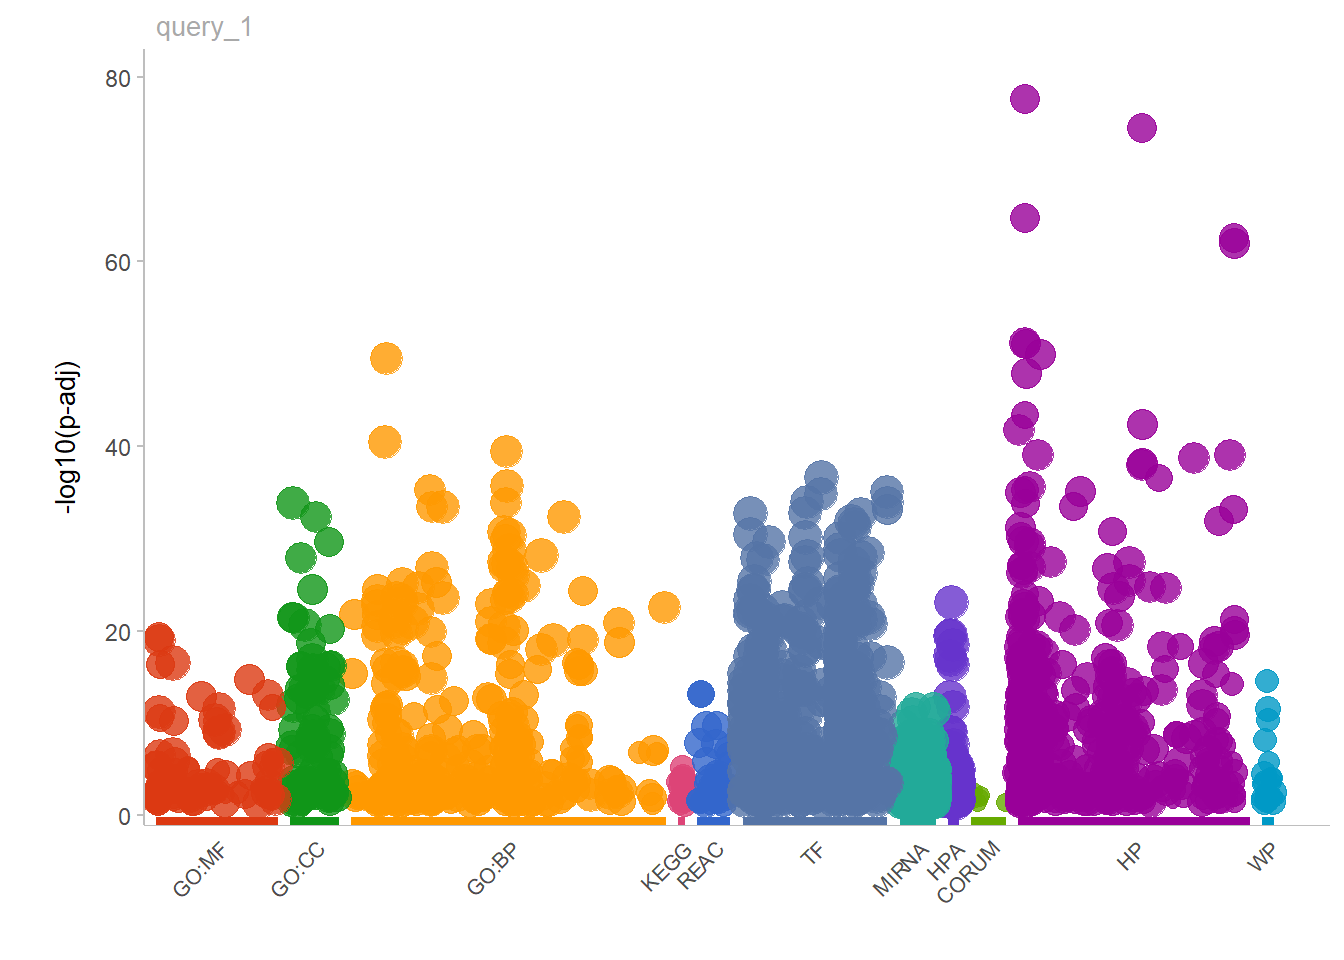 query_1
80
60
40
20
0
-log10(p-adj)
GO:MF
GO:CC
GO:BP
KEGG
REAC
TF
MIRNA
HPA
CORUM
HP
WP